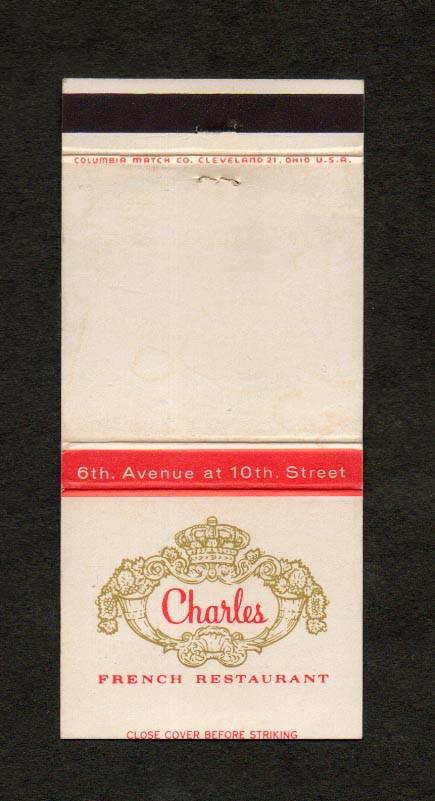 COLUMBIA MATCH CO. CLEVELAND 21, OHIO U.S.A.
6th. Avenue at 10th. Street
Charles
FRENCH RESTAURANT
CLOSE COVER BEFORE STRIKING